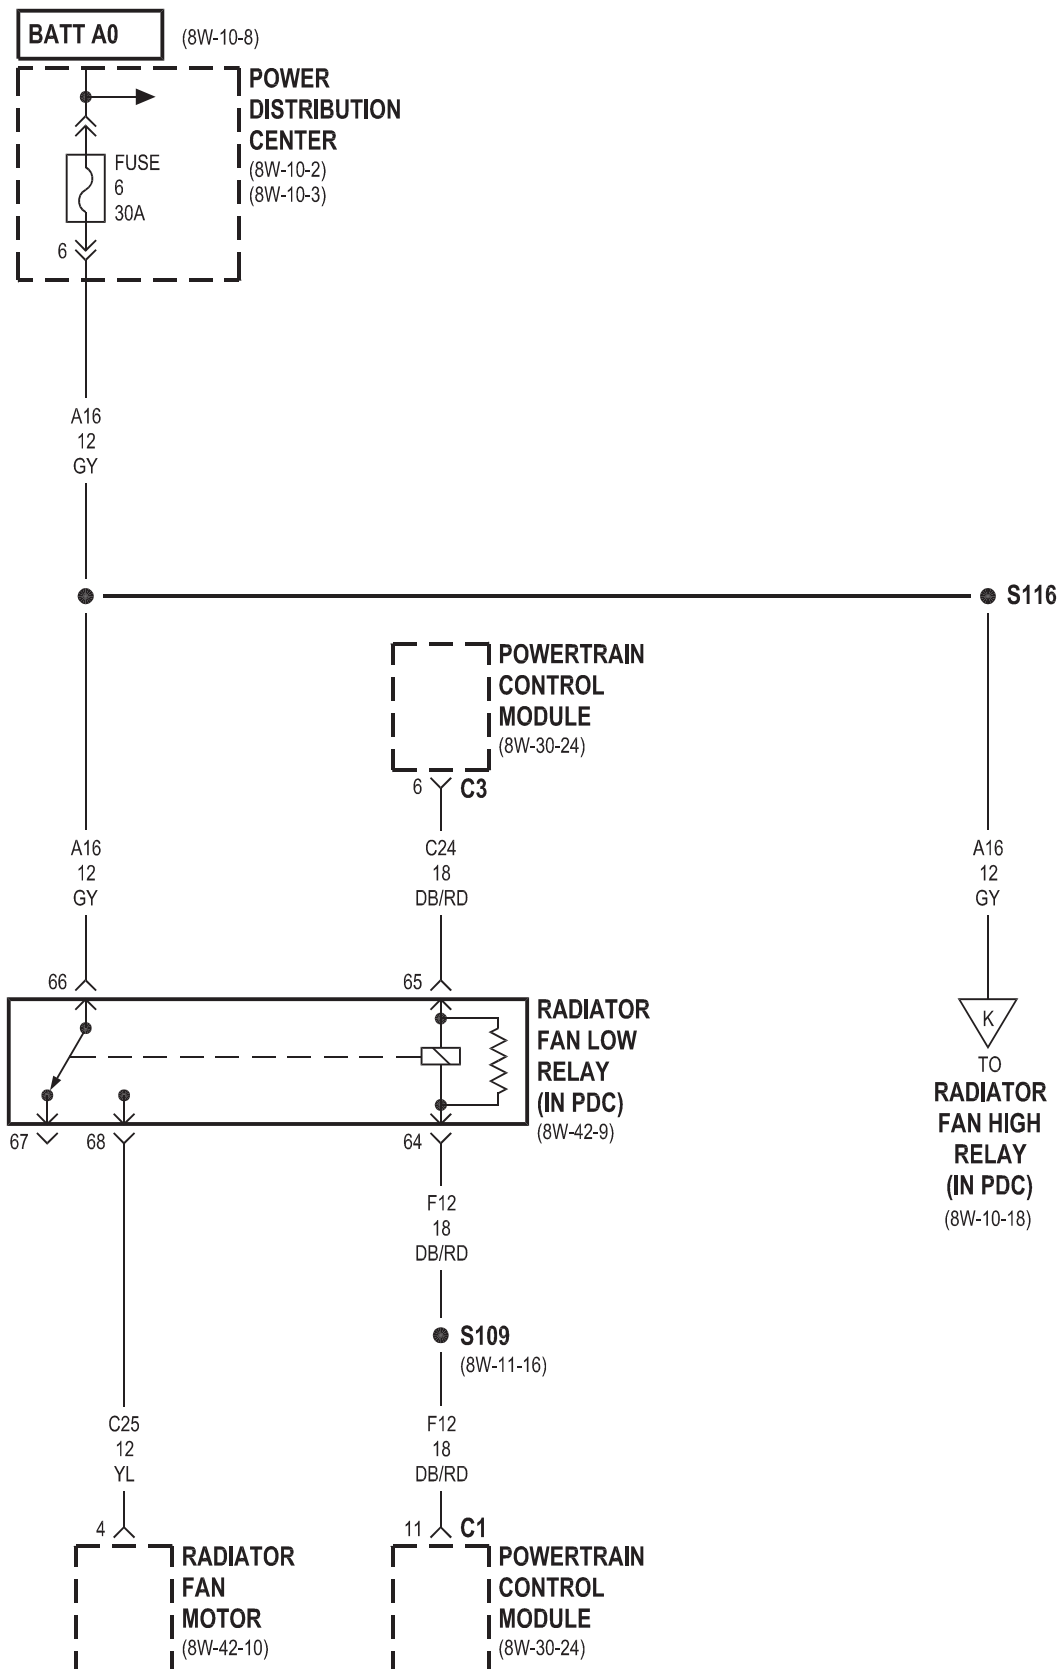 BATT A0
(8W-10-8)
POWER
DISTRIBUTION
CENTER
(8W-10-2)
(8W-10-3)
FUSE
6
30A
6
A16
12
GY
S116
POWERTRAIN
CONTROL
MODULE
(8W-30-24)
6
C3
A16
12
GY
C24
18
DB/RD
A16
12
GY
66
65
RADIATOR
FAN LOW
RELAY
(IN PDC)
(8W-42-9)
K
TO
RADIATOR
FAN HIGH
RELAY
(IN PDC)
(8W-10-18)
67
68
64
F12
18
DB/RD
S109
(8W-11-16)
C25
12
YL
F12
18
DB/RD
4
11
C1
RADIATOR
FAN
MOTOR
(8W-42-10)
POWERTRAIN
CONTROL
MODULE
(8W-30-24)